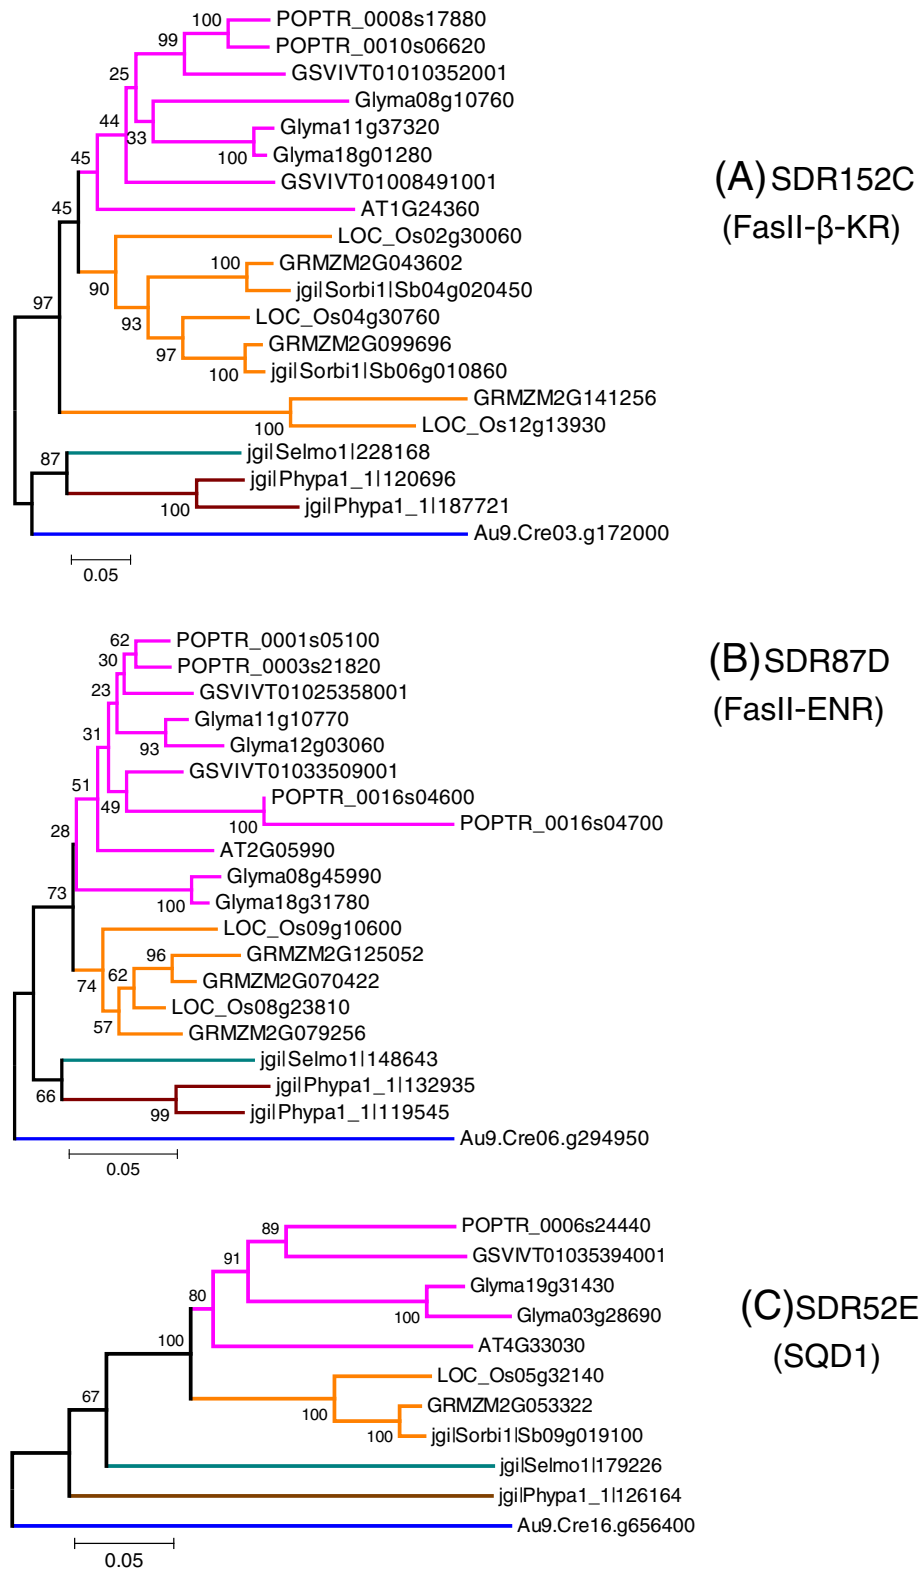 100
POPTR_0008s17880
99
POPTR_0010s06620
25
GSVIVT01010352001
Glyma08g10760
44
33
Glyma11g37320
100
Glyma18g01280
45
GSVIVT01008491001
45
AT1G24360
LOC_Os02g30060
100
GRMZM2G043602
90
jgi|Sorbi1|Sb04g020450
97
93
LOC_Os04g30760
97
GRMZM2G099696
100
jgi|Sorbi1|Sb06g010860
GRMZM2G141256
100
LOC_Os12g13930
87
jgi|Selmo1|228168
jgi|Phypa1_1|120696
100
jgi|Phypa1_1|187721
Au9.Cre03.g172000
0.05
(A) SDR152C
(FasII-β-KR)
62
POPTR_0001s05100
30
POPTR_0003s21820
23
GSVIVT01025358001
31
Glyma11g10770
93
Glyma12g03060
51
GSVIVT01033509001
49
POPTR_0016s04600
100
POPTR_0016s04700
28
AT2G05990
73
Glyma08g45990
100
Glyma18g31780
LOC_Os09g10600
96
GRMZM2G125052
74
62
GRMZM2G070422
LOC_Os08g23810
57
GRMZM2G079256
jgi|Selmo1|148643
66
jgi|Phypa1_1|132935
99
jgi|Phypa1_1|119545
Au9.Cre06.g294950
0.05
(B) SDR87D
(FasII-ENR)
89
POPTR_0006s24440
91
GSVIVT01035394001
80
Glyma19g31430
100
Glyma03g28690
100
AT4G33030
LOC_Os05g32140
67
100
GRMZM2G053322
100
jgi|Sorbi1|Sb09g019100
jgi|Selmo1|179226
jgi|Phypa1_1|126164
Au9.Cre16.g656400
0.05
(C) SDR52E
(SQD1)